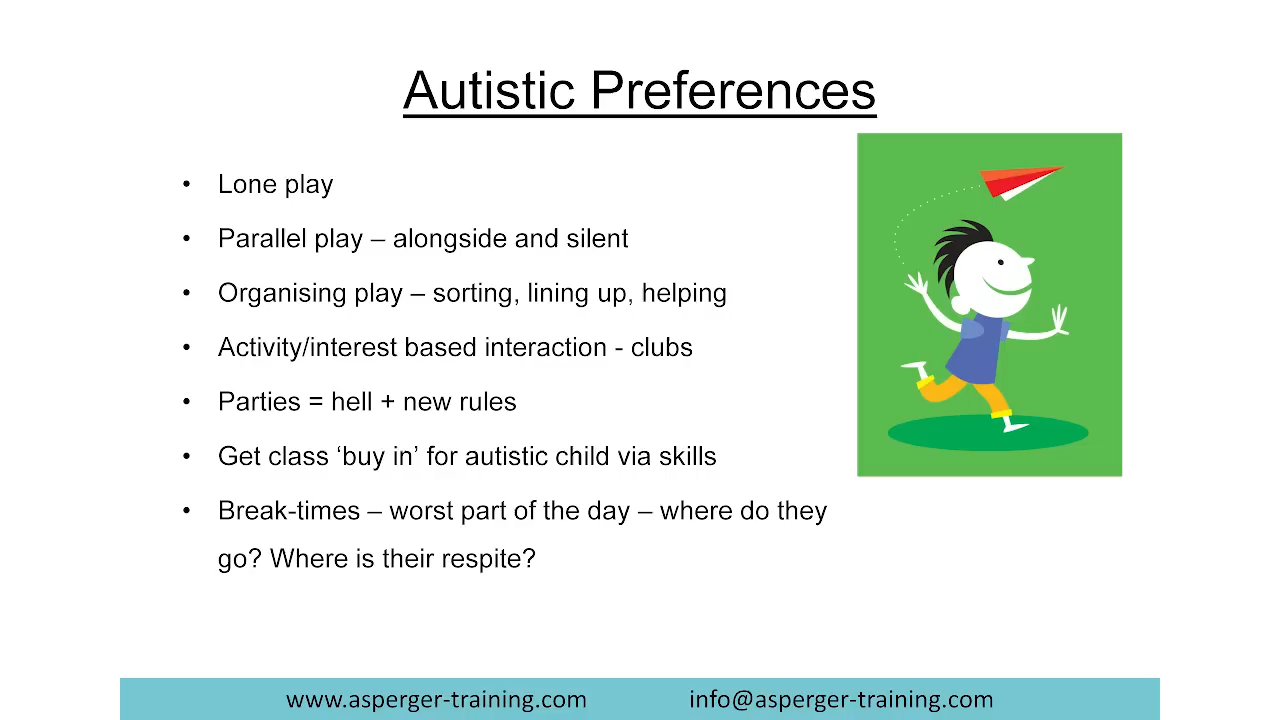 Autistic Preferences
• Lone play
• Parallel play – alongside and silent
• Organising play – sorting, lining up, helping
• Activity/interest based interaction - clubs
• Parties = hell + new rules
• Get class ‘buy in’ for autistic child via skills
• Break-times – worst part of the day – where do they
go? Where is their respite?
www.asperger-training.com info@asperger-training.com